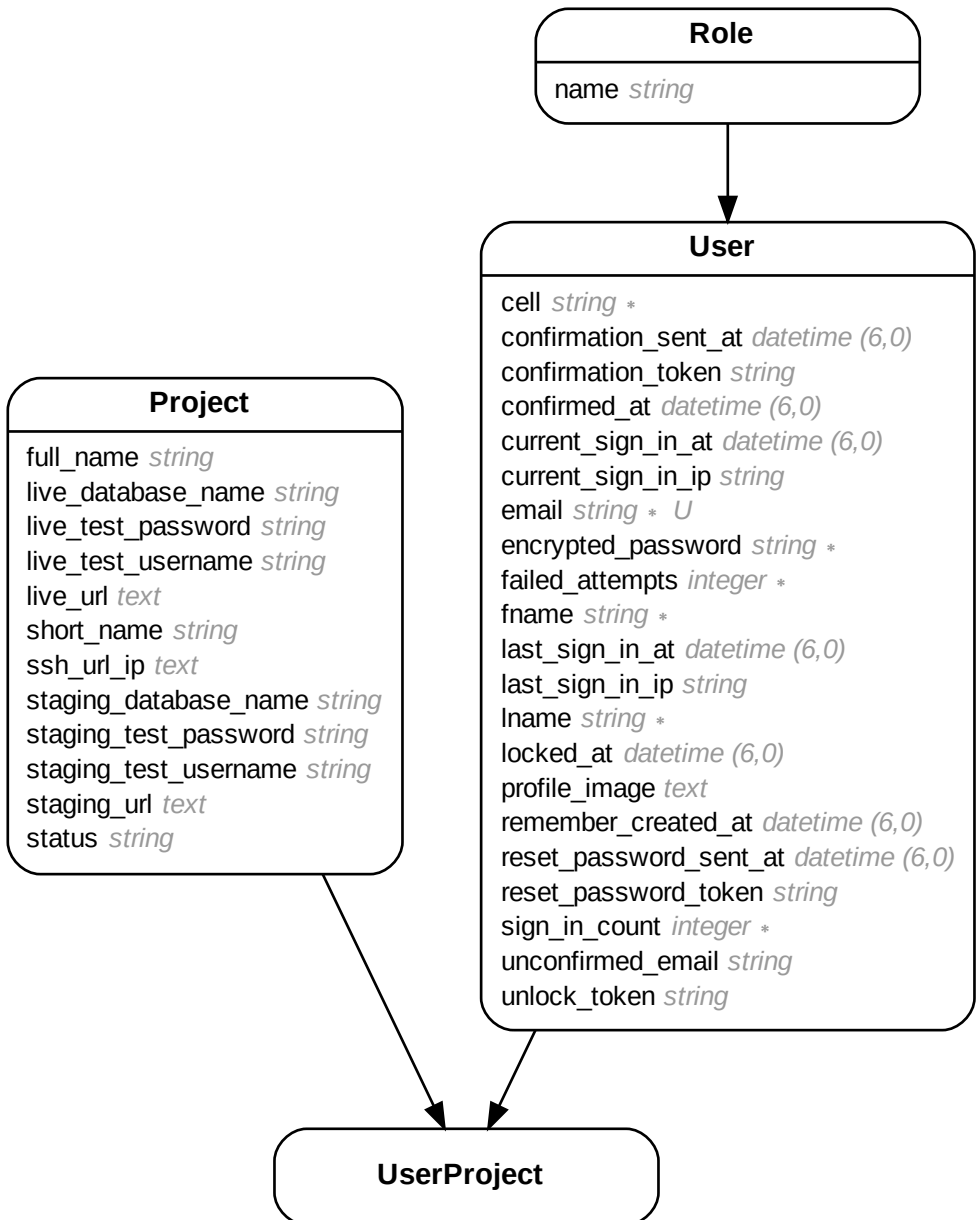 Role
name string
User
cell string *
confirmation_sent_at datetime (6,0)
confirmation_token string
confirmed_at datetime (6,0)
current_sign_in_at datetime (6,0)
current_sign_in_ip string
email string * U
encrypted_password string *
failed_attempts integer *
fname string *
last_sign_in_at datetime (6,0)
last_sign_in_ip string
lname string *
locked_at datetime (6,0)
profile_image text
remember_created_at datetime (6,0)
reset_password_sent_at datetime (6,0)
reset_password_token string
sign_in_count integer *
unconfirmed_email string
unlock_token string
Project
full_name string
live_database_name string
live_test_password string
live_test_username string
live_url text
short_name string
ssh_url_ip text
staging_database_name string
staging_test_password string
staging_test_username string
staging_url text
status string
UserProject